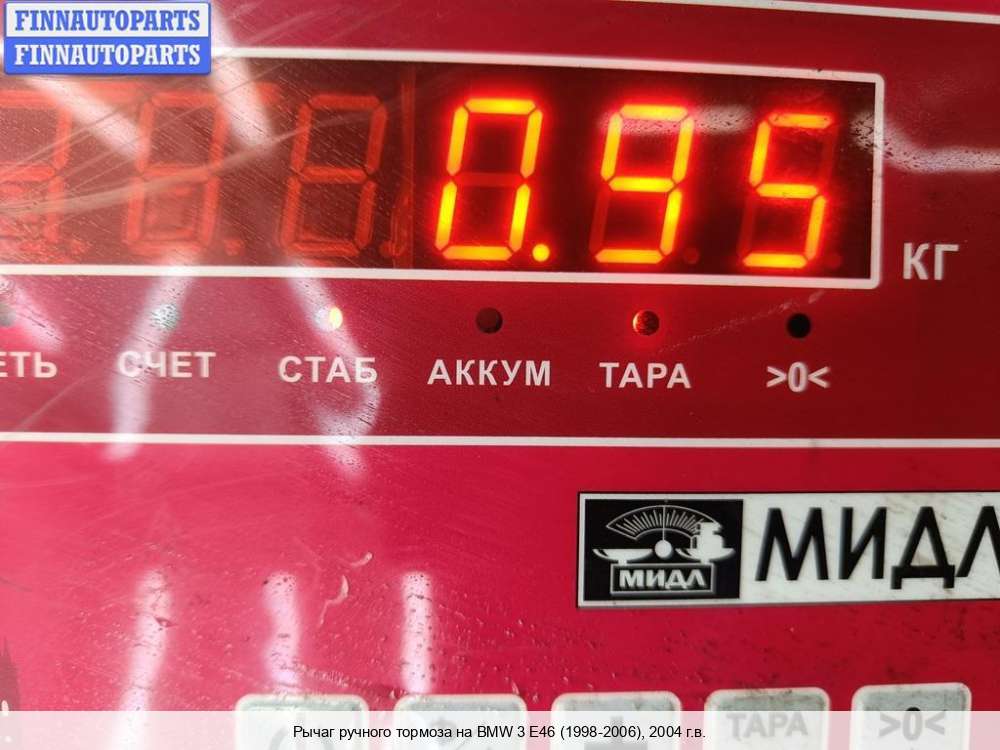 FINNAUTOPARTS
FINNAUTOPARTS
0.95
КГ
СЧЕТ СТАБ АККУМ ТАРА >0<
МИДЛ
МИДЛ
ТАРА >0<
Рычаг ручного тормоза на BMW 3 E46 (1998-2006), 2004 г.в.